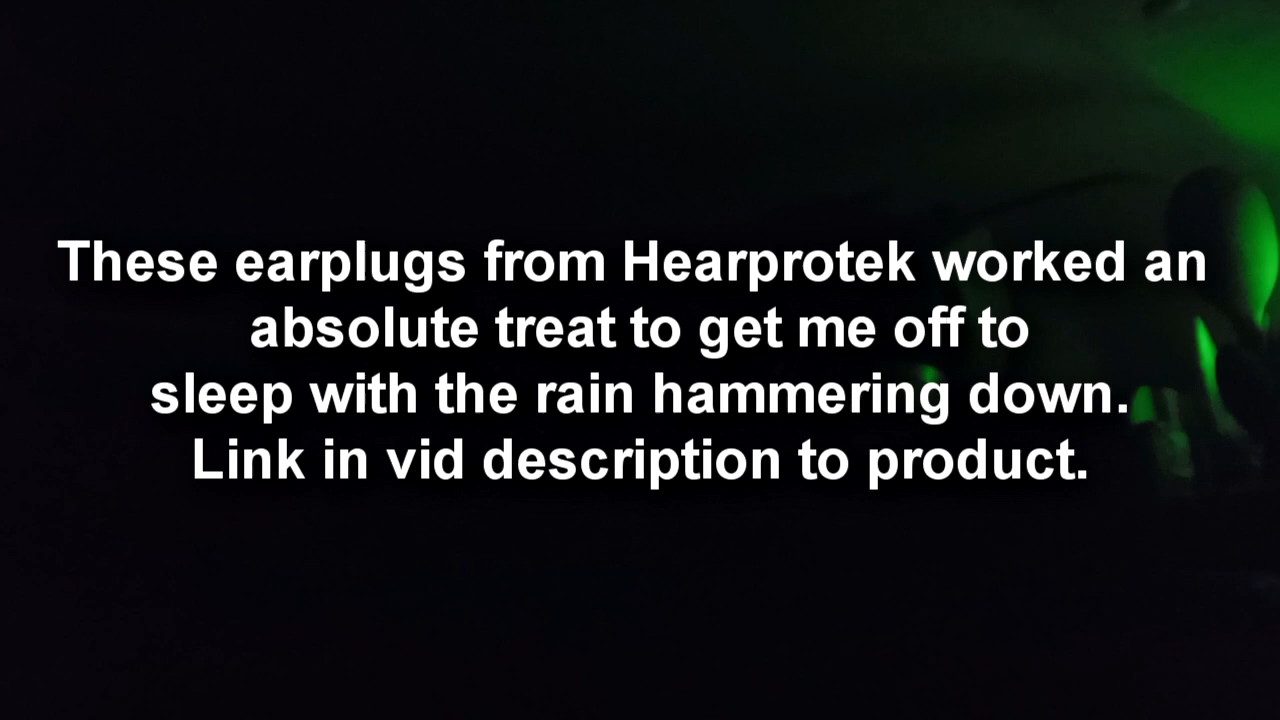 These earplugs from Hearprotek worked an
absolute treat to get me off to
sleep with the rain hammering down.
Link in vid description to product.